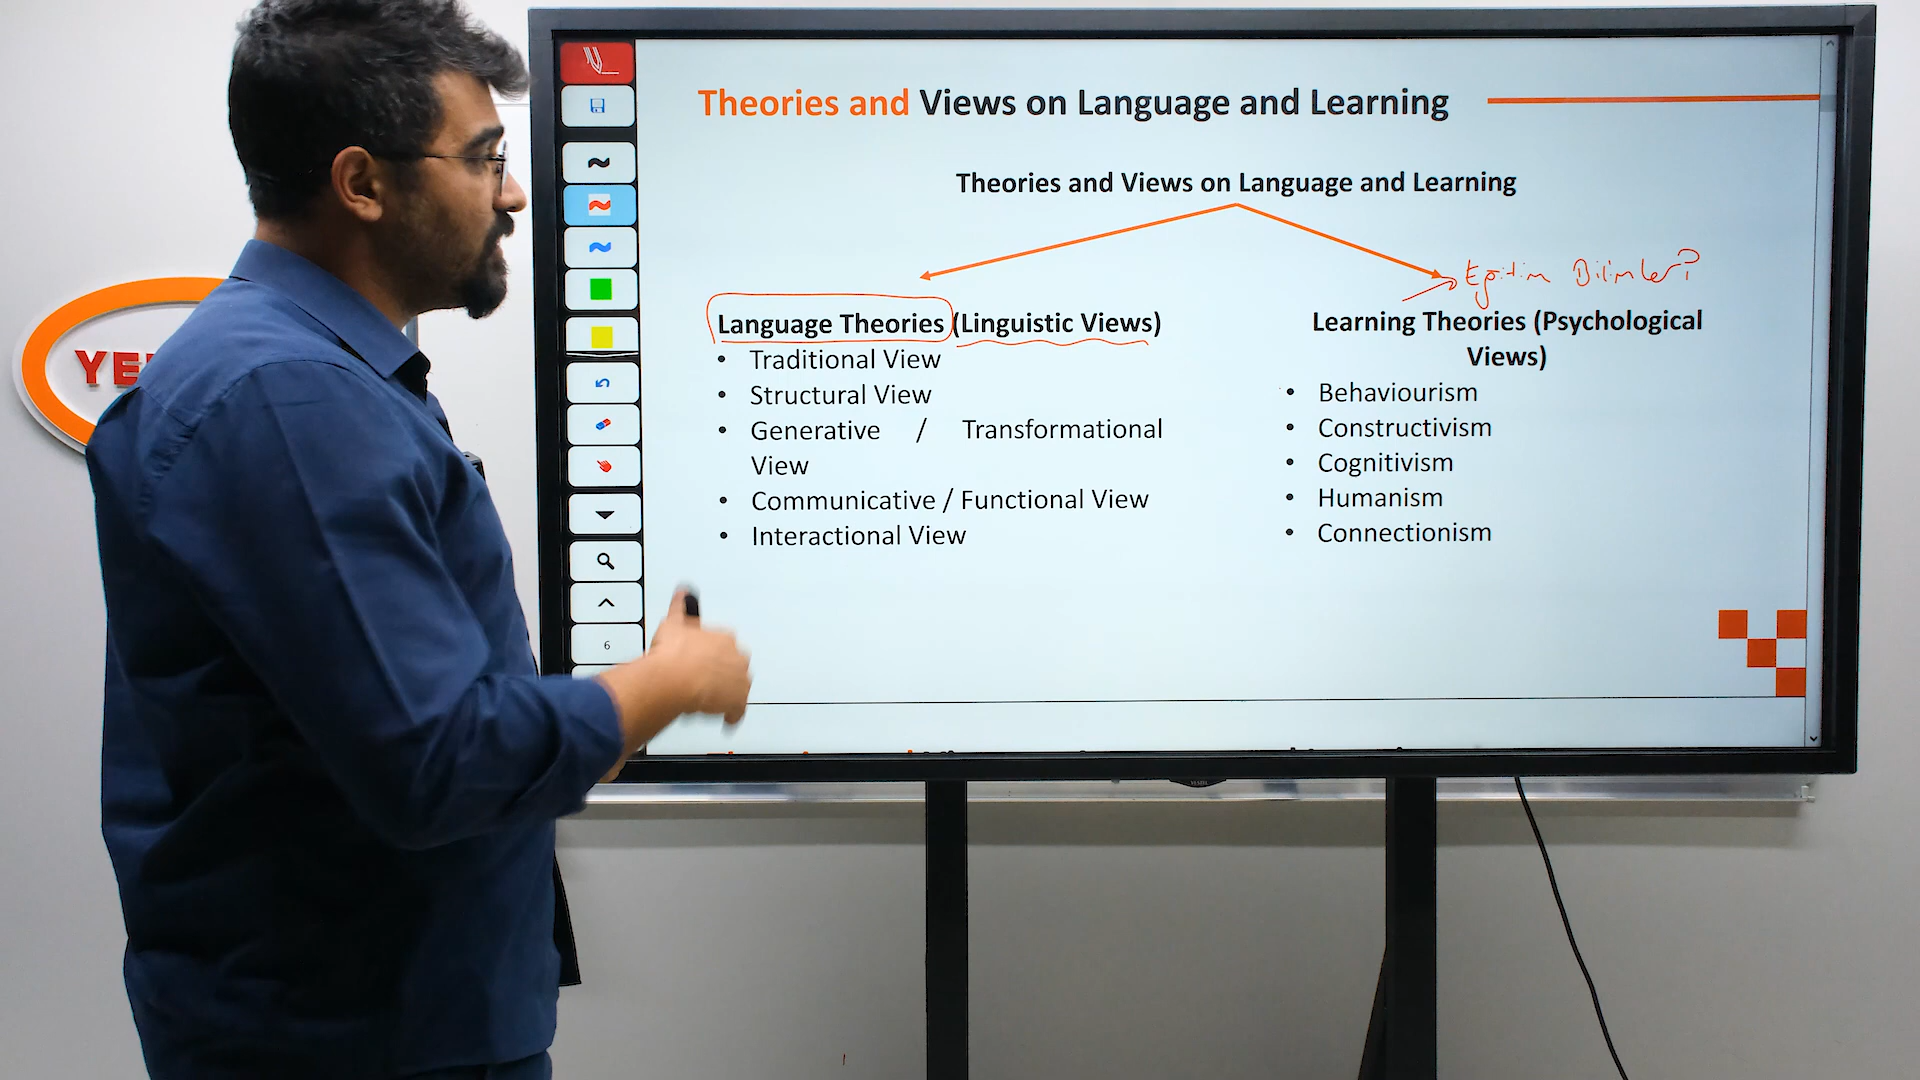 Theories and Views on Language and Learning
Theories and Views on Language and Learning
Eğitim Bilimleri
Language Theories (Linguistic Views)
• Traditional View
• Structural View
• Generative / Transformational
View
• Communicative / Functional View
• Interactional View
Learning Theories (Psychological
Views)
• Behaviourism
• Constructivism
• Cognitivism
• Humanism
• Connectionism
6